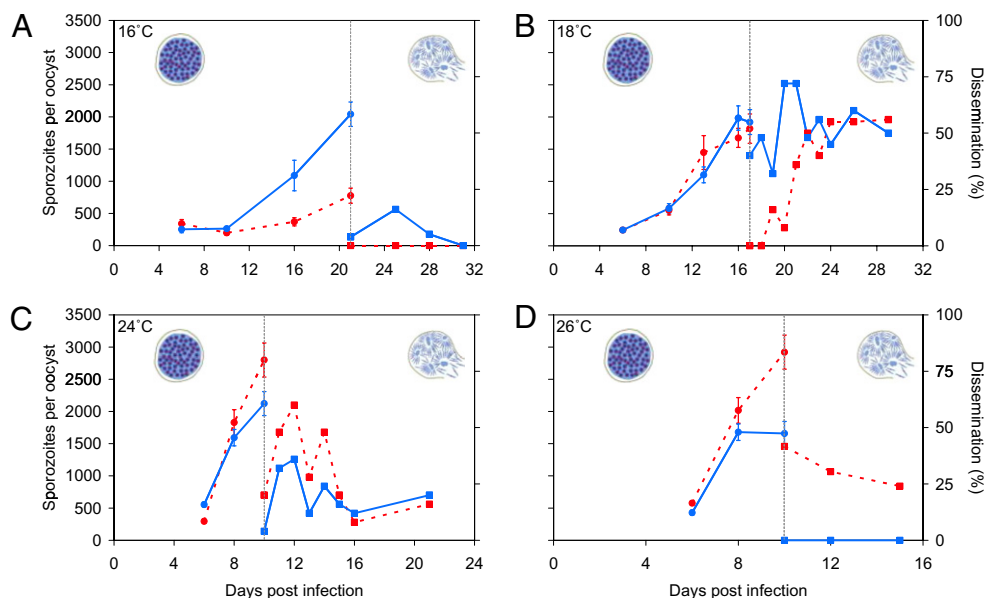 A
16˚C
Sporozoites per oocyst
3500
3000
2500
2000
1500
1000
500
0
0 4 8 12 16 20 24 28 32
B
18˚C
100
75
50
25
0
Dissemination (%)
0 4 8 12 16 20 24 28 32
C
24˚C
Sporozoites per oocyst
3500
3000
2500
2000
1500
1000
500
0
0 4 8 12 16 20 24
Days post infection
D
26˚C
100
75
50
25
0
Dissemination (%)
0 4 8 12 16
Days post infection